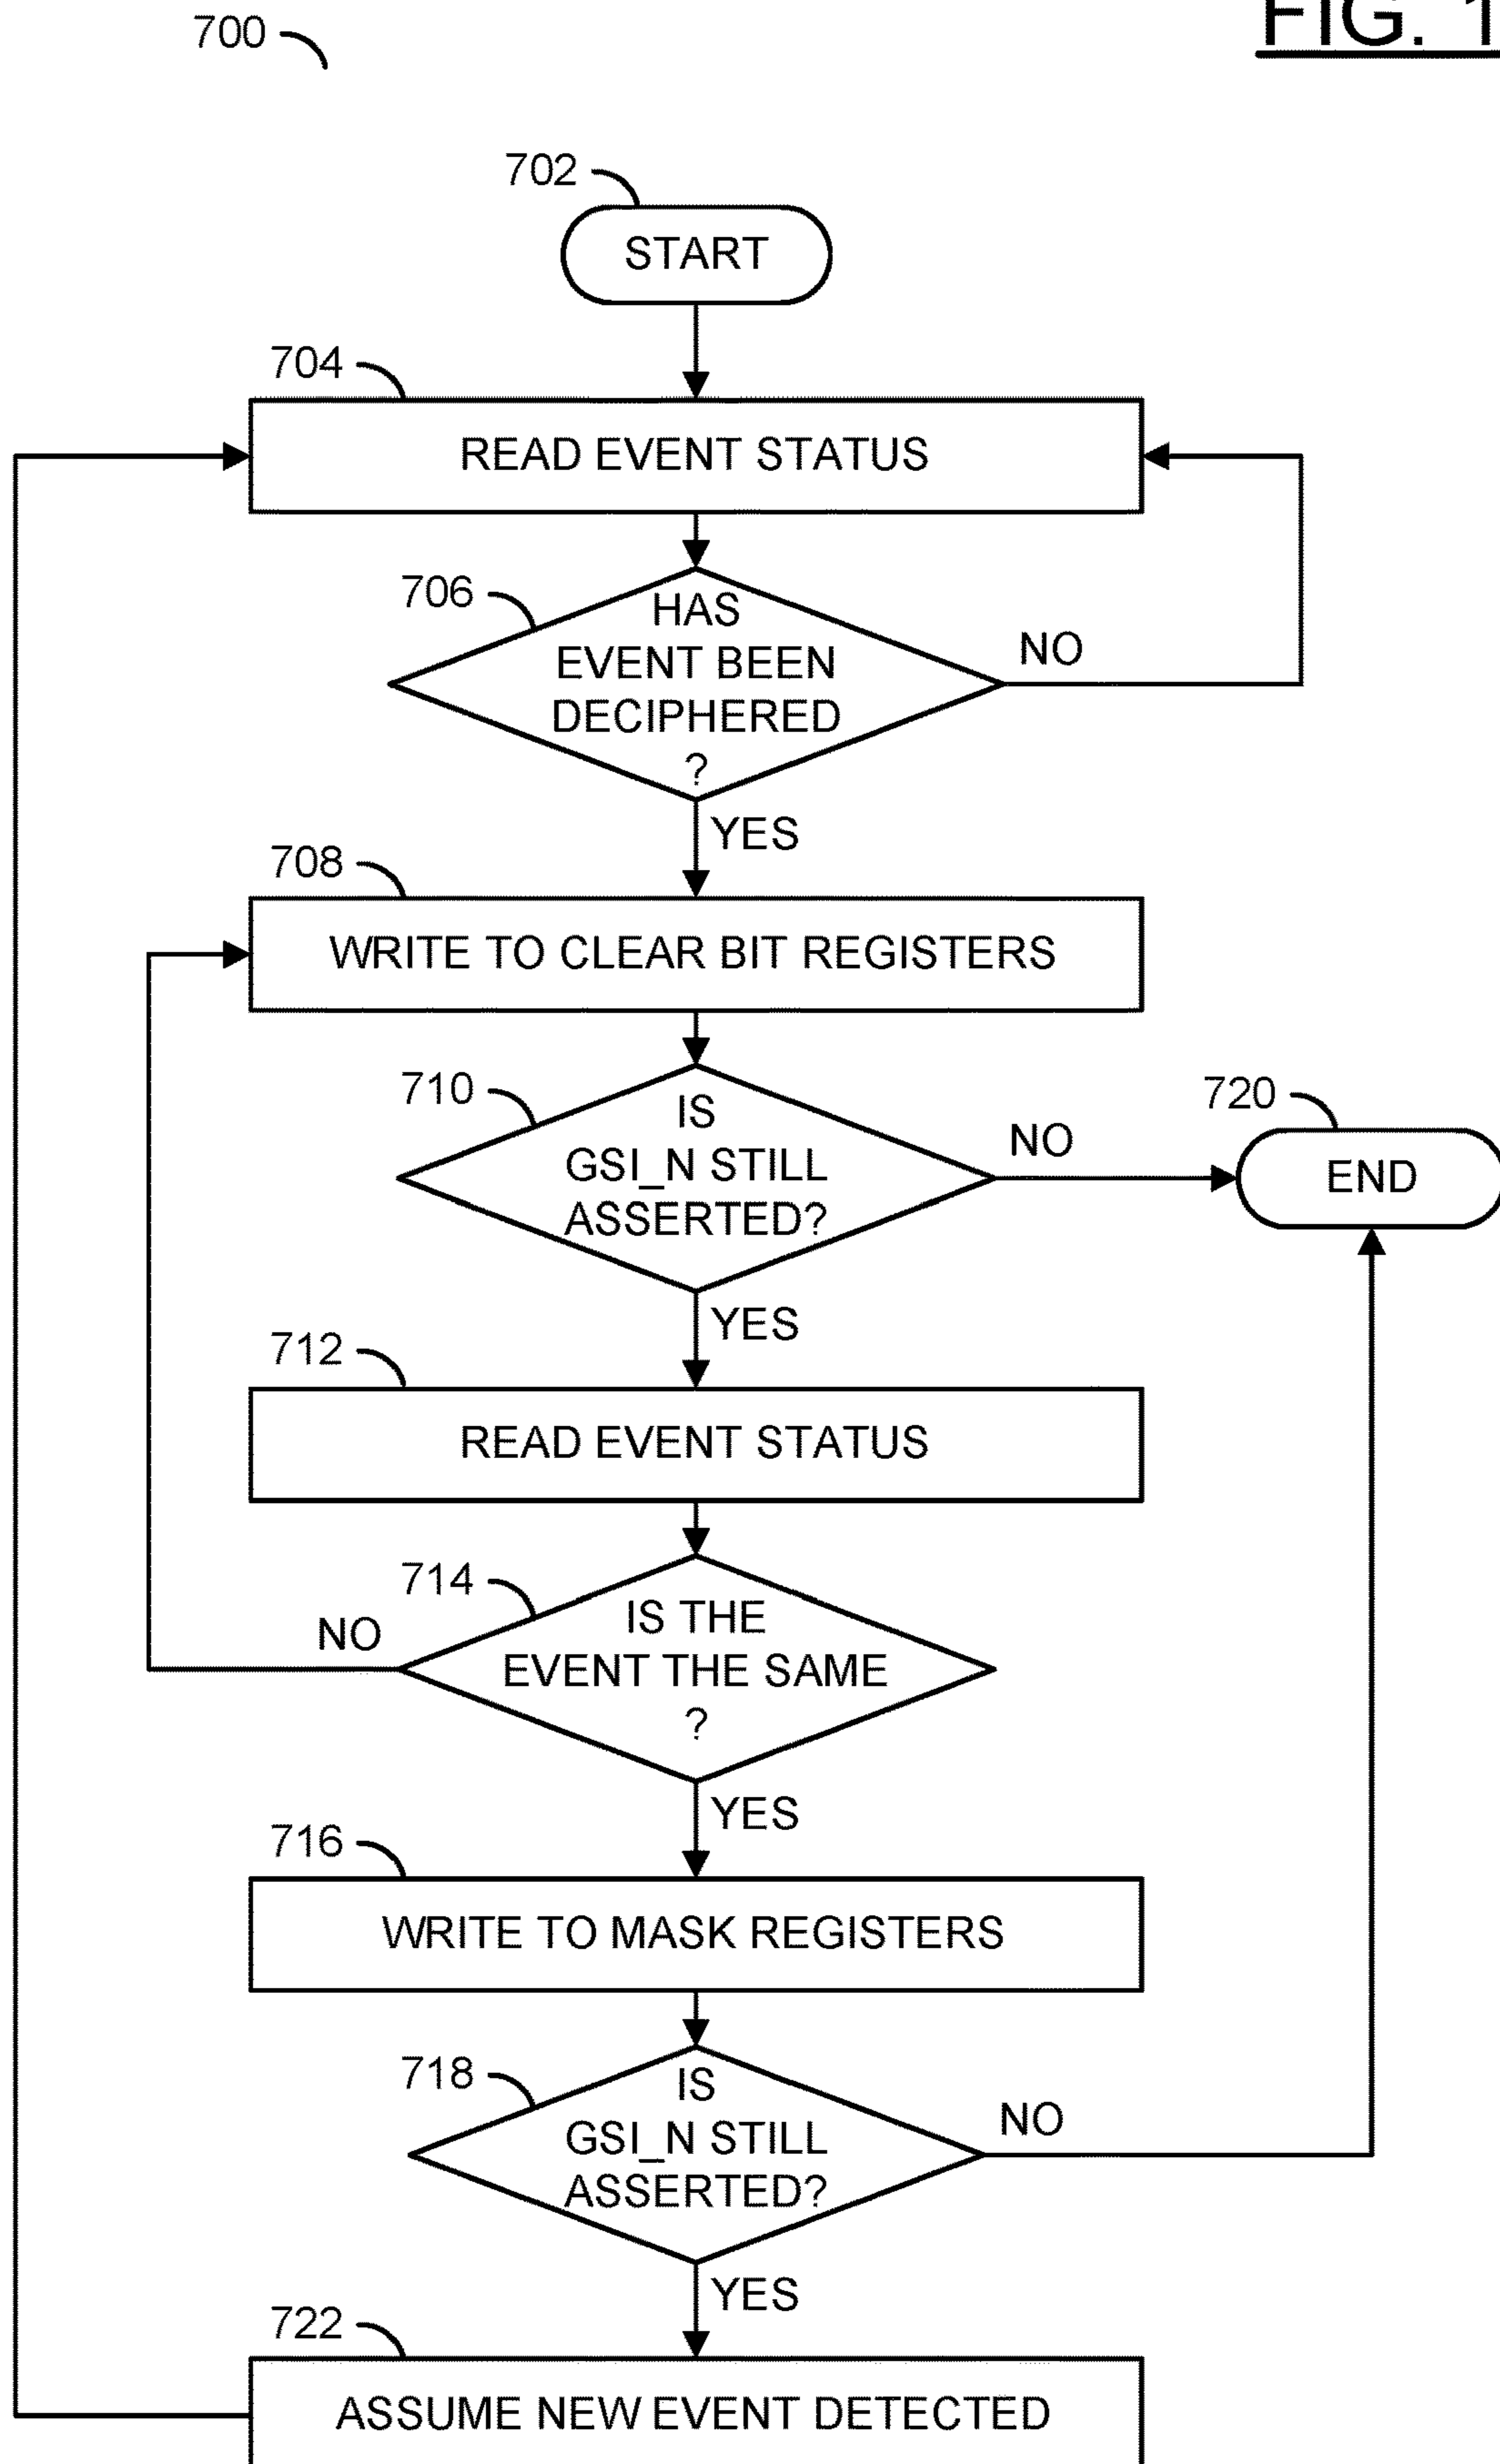 700
FIG. 1
702
START
704
READ EVENT STATUS
706
HAS
EVENT BEEN
DECIPHERED
?
NO
YES
708
WRITE TO CLEAR BIT REGISTERS
710
IS
GSI_N STILL
ASSERTED?
NO
720
END
YES
712
READ EVENT STATUS
714
IS THE
EVENT THE SAME
?
NO
YES
716
WRITE TO MASK REGISTERS
718
IS
GSI_N STILL
ASSERTED?
NO
YES
722
ASSUME NEW EVENT DETECTED